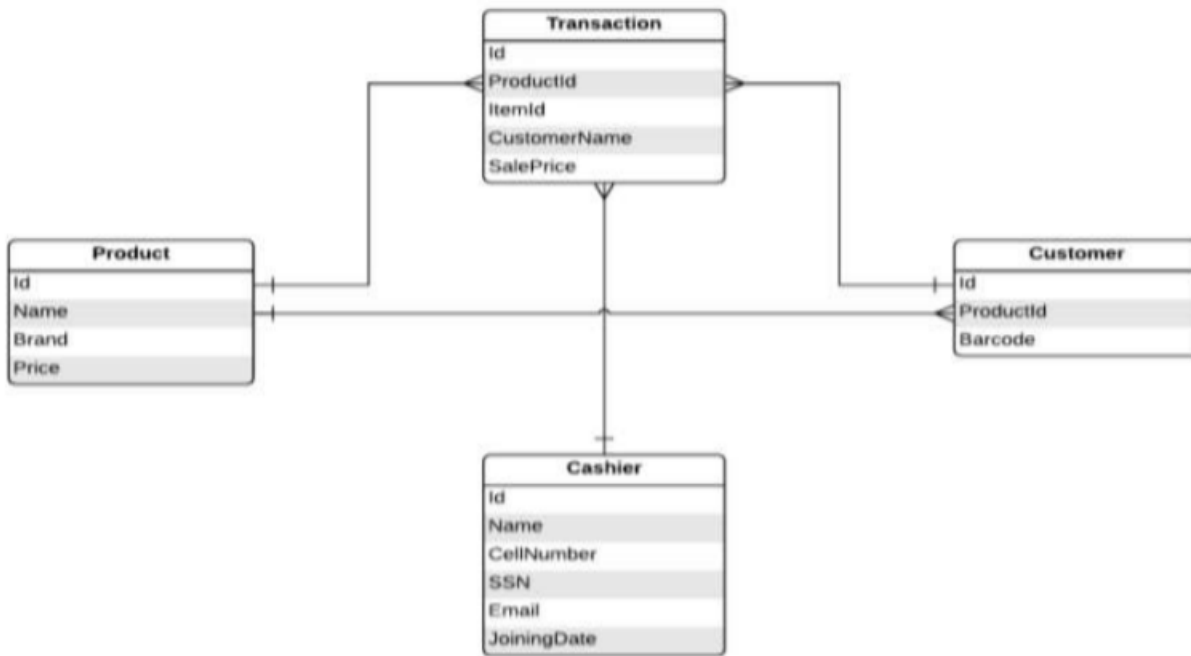 Transaction
Id
ProductId
ItemId
CustomerName
SalePrice
Product
Id
Name
Brand
Price
Customer
Id
ProductId
Barcode
Cashier
Id
Name
CellNumber
SSN
Email
JoiningDate